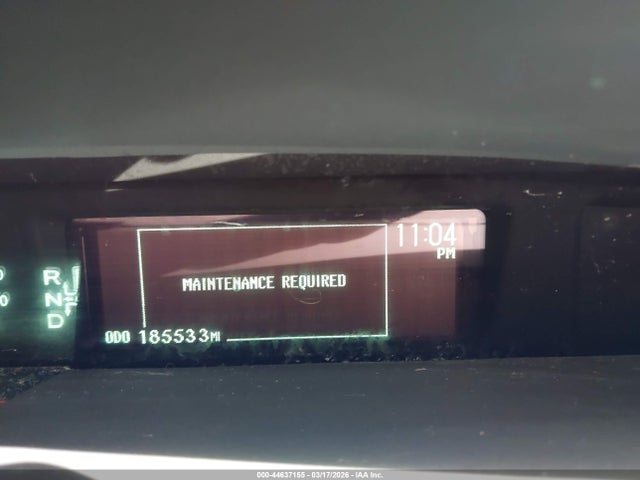 11:04
PM
R
N
D
MAINTENANCE REQUIRED
ODO 185533 MI
000-44637155 - 03/17/2026 - IAA Inc.